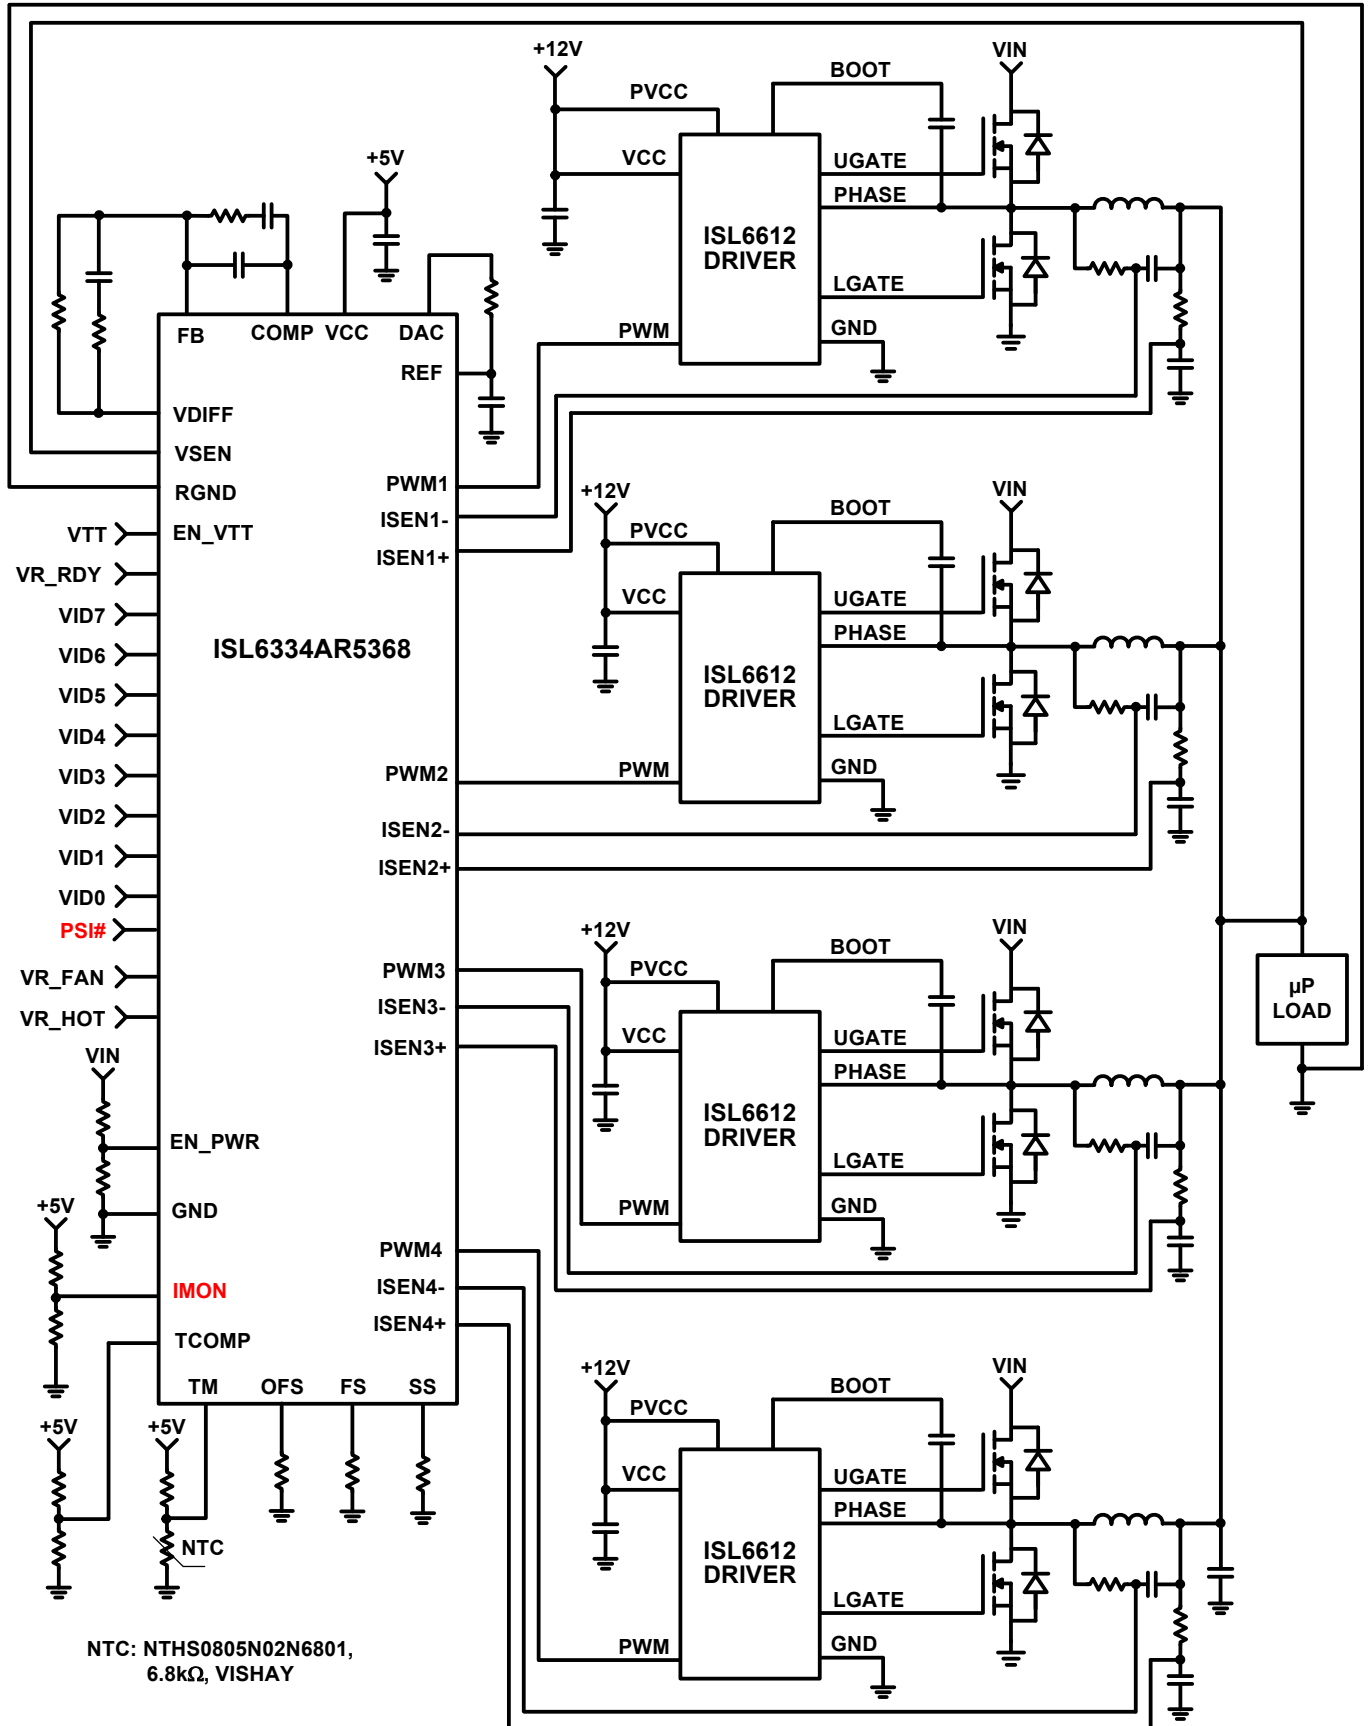 +12V
VIN
BOOT
PVCC
VCC
UGATE
PHASE
ISL6612
DRIVER
LGATE
GND
PWM
+5V
FB
COMP
VCC
DAC
REF
VDIFF
VSEN
RGND
EN_VTT
VTT
VR_RDY
VID7
VID6
VID5
VID4
VID3
VID2
VID1
VID0
PSI#
VR_FAN
VR_HOT
VIN
EN_PWR
GND
+5V
IMON
TCOMP
TM
OFS
FS
SS
ISL6334AR5368
PWM1
ISEN1-
ISEN1+
PWM2
ISEN2-
ISEN2+
PWM3
ISEN3-
ISEN3+
PWM4
ISEN4-
ISEN4+
+5V
+5V
NTC
NTC: NTHS0805N02N6801,
6.8kΩ, VISHAY
+12V
VIN
BOOT
PVCC
VCC
UGATE
PHASE
ISL6612
DRIVER
LGATE
GND
PWM
+12V
VIN
BOOT
PVCC
VCC
UGATE
PHASE
ISL6612
DRIVER
LGATE
GND
PWM
+12V
VIN
BOOT
PVCC
VCC
UGATE
PHASE
ISL6612
DRIVER
LGATE
GND
PWM
µP
LOAD